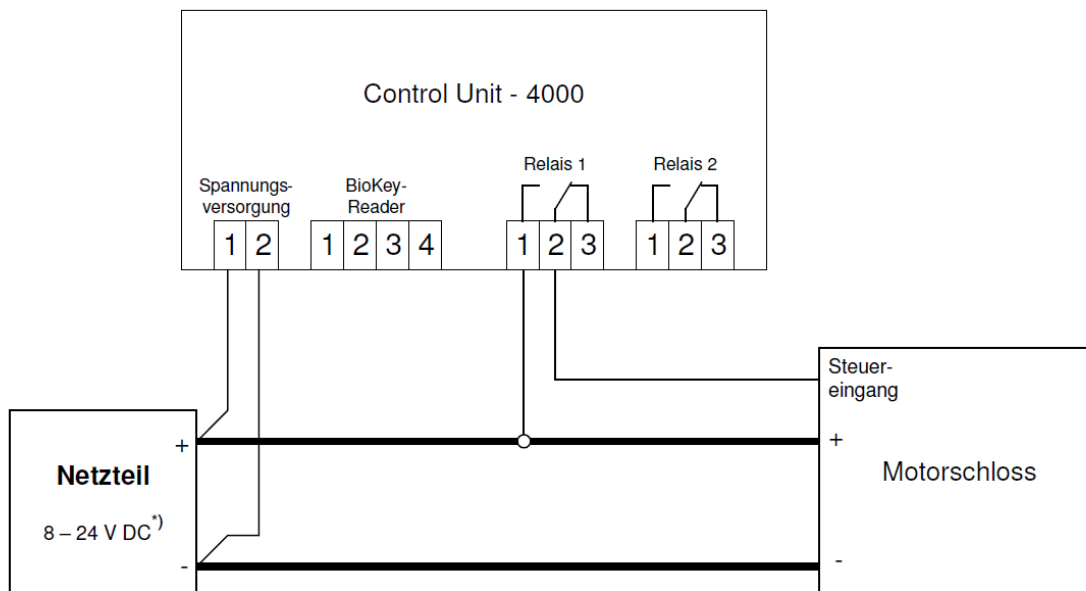 Control Unit - 4000
Relais 1
Relais 2
Spannungs-
versorgung
BioKey-
Reader
1 2
1 2 3 4
1 2 3
1 2 3
Steuer-
eingang
+
+
Netzteil
Motorschloss
8 – 24 V DC*)
-
-